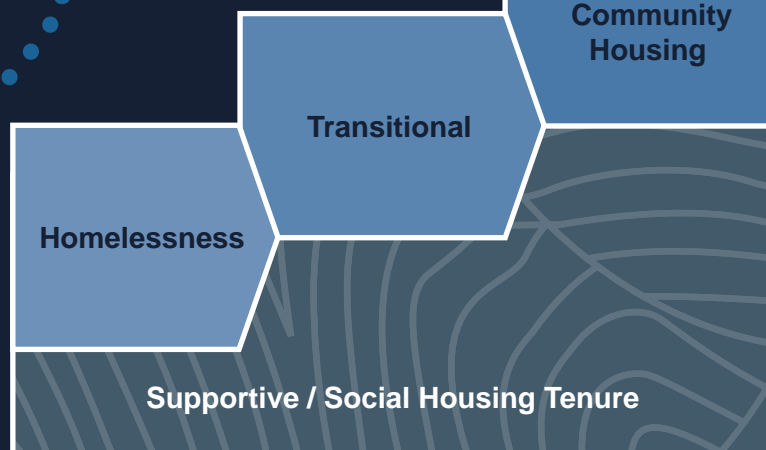 Community
Housing
Transitional
Homelessness
Supportive / Social Housing Tenure